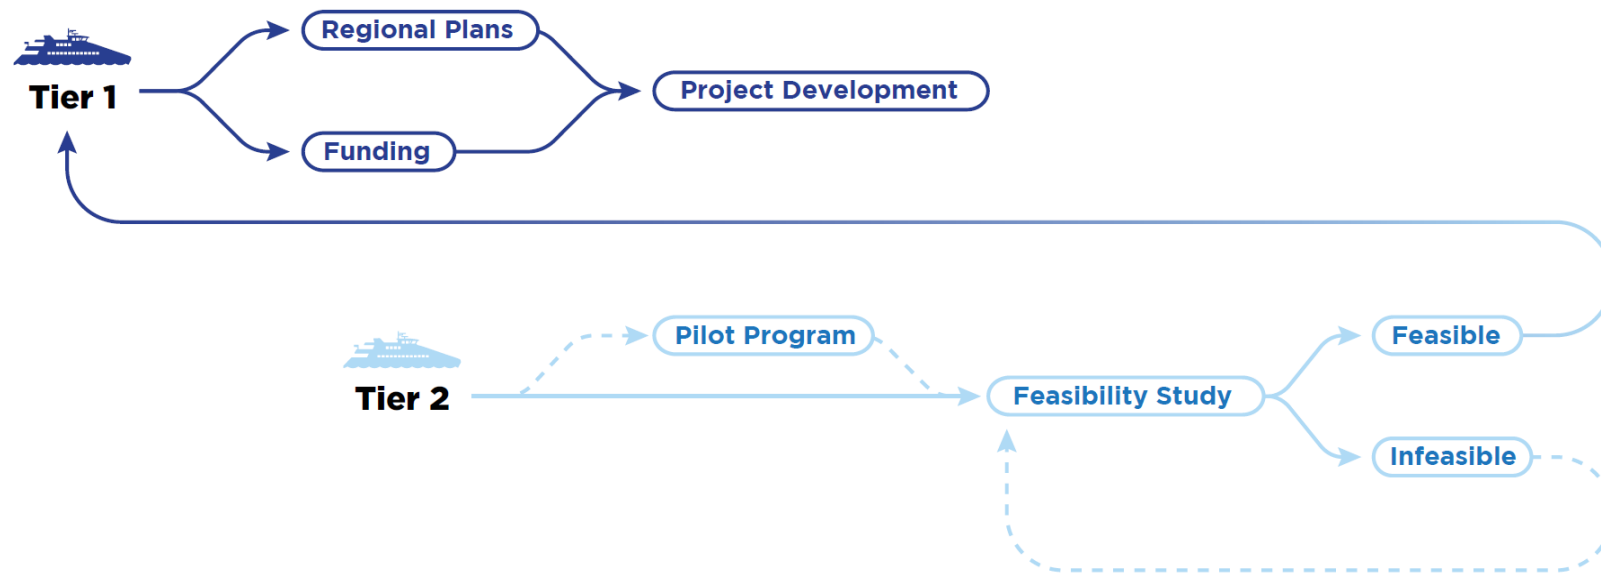 Regional Plans
Tier 1
Project Development
Funding
Pilot Program
Feasible
Tier 2
Feasibility Study
Infeasible